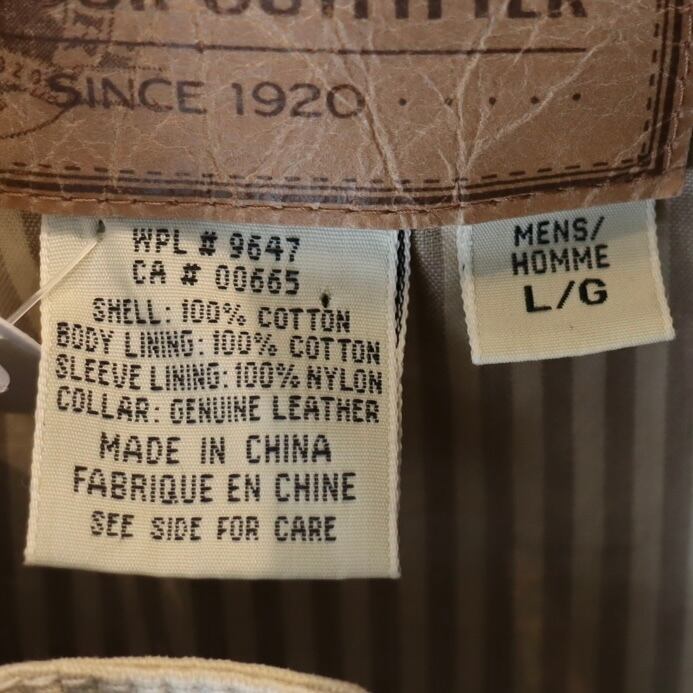 OUTFITTER
SINCE 1920 · · · · ·
WPL # 9647
CA # 00665
SHELL: 100% COTTON
BODY LINING: 100% COTTON
SLEEVE LINING: 100% NYLON
COLLAR: GENUINE LEATHER
MADE IN CHINA
FABRIQUE EN CHINE
SEE SIDE FOR CARE
MENS/
HOMME
L/G